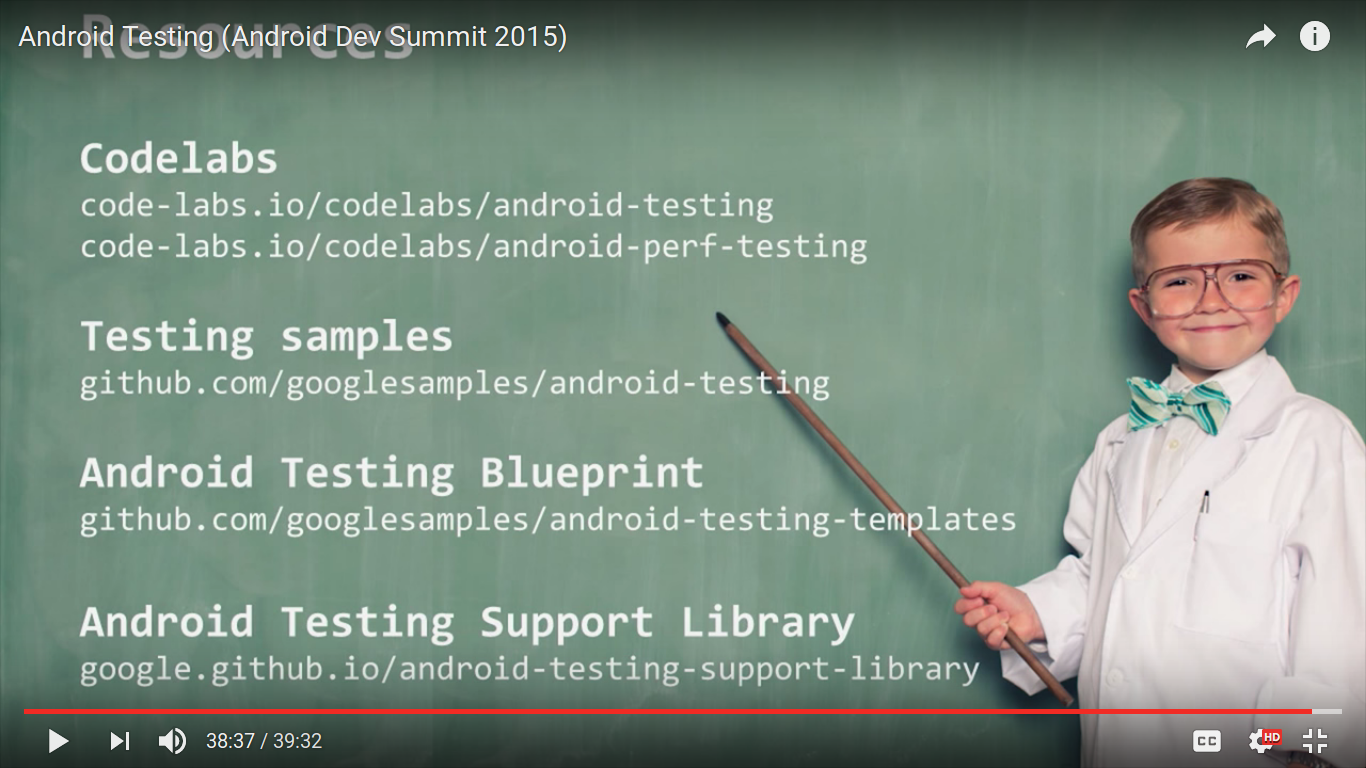 Resources
Android Testing (Android Dev Summit 2015)
Codelabs
code-labs.io/codelabs/android-testing
code-labs.io/codelabs/android-perf-testing
Testing samples
github.com/googlesamples/android-testing
Android Testing Blueprint
github.com/googlesamples/android-testing-templates
Android Testing Support Library
google.github.io/android-testing-support-library
38:37 / 39:32
CC
HD